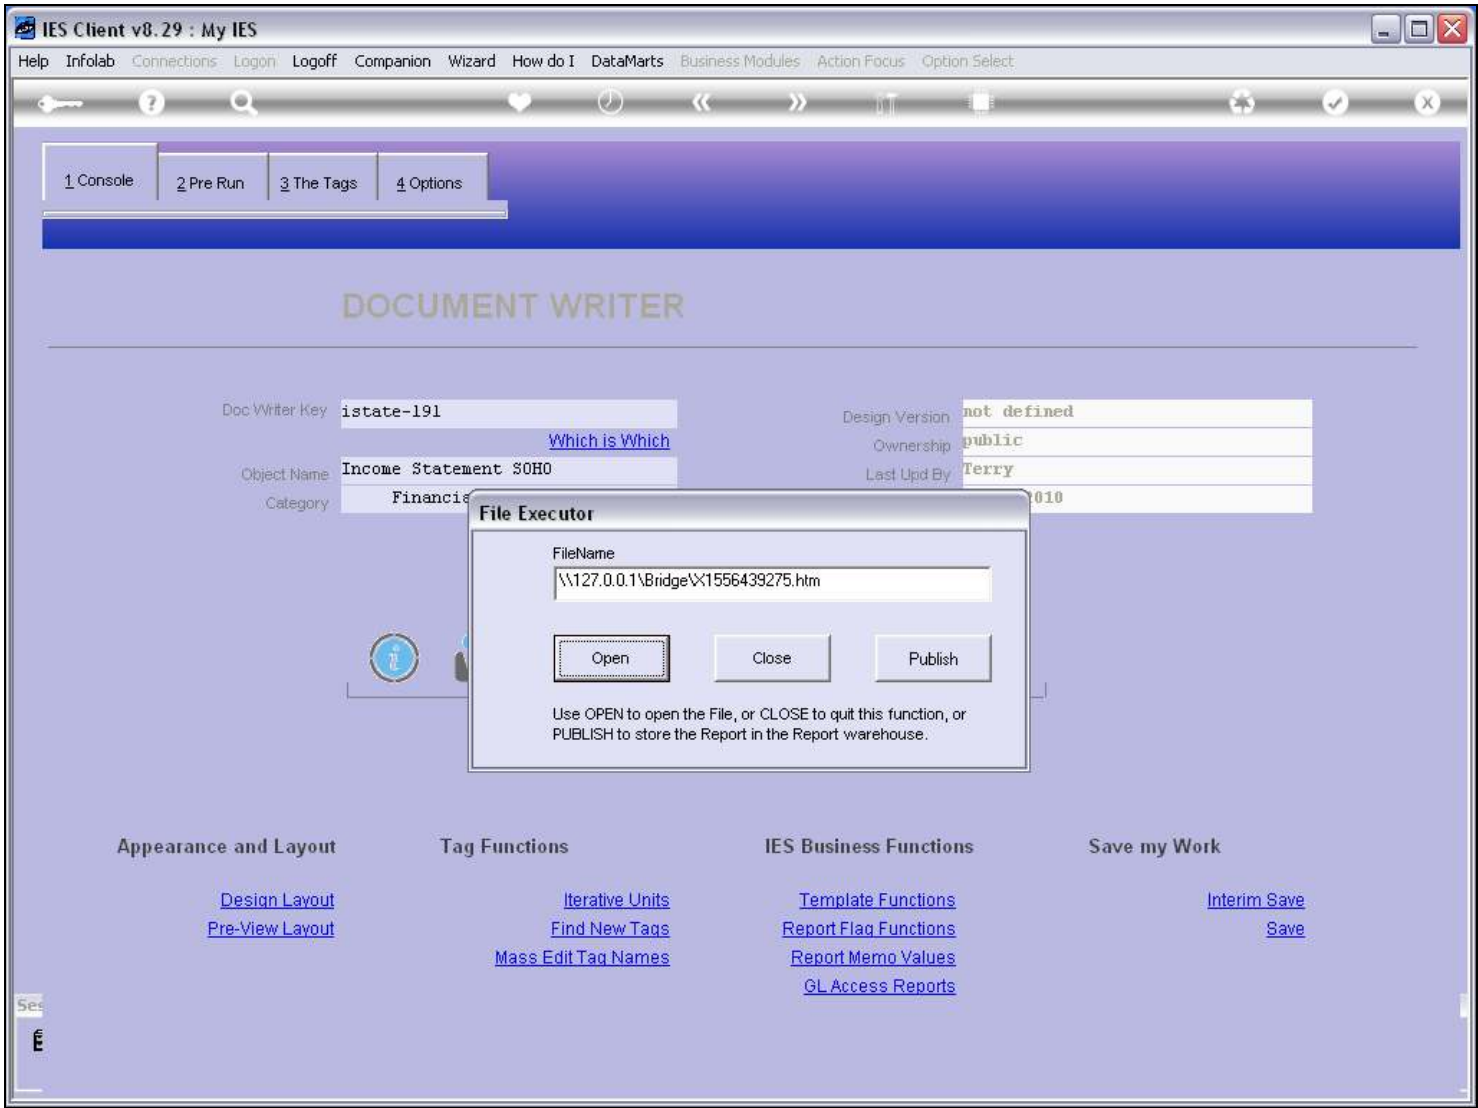 IES Client v8.29 : My IES
Help Infolab Connections Logon Logoff Companion Wizard How do I DataMarts Business Modules Action Focus Option Select
1 Console 2 Pre Run 3 The Tags 4 Options
DOCUMENT WRITER
Doc Writer Key istate-191
Design Version not defined
Which is Which
Ownership public
Object Name Income Statement SOHO
Last Upd By Terry
Category
File Executor
FileName
\\127.0.0.1\Bridge\X1556439275.htm
Open Close Publish
Use OPEN to open the File, or CLOSE to quit this function, or
PUBLISH to store the Report in the Report warehouse.
Appearance and Layout Tag Functions IES Business Functions Save my Work
Design Layout Iterative Units Template Functions Interim Save
Pre-View Layout Find New Tags Report Flag Functions Save
Mass Edit Tag Names Report Memo Values
GL Access Reports